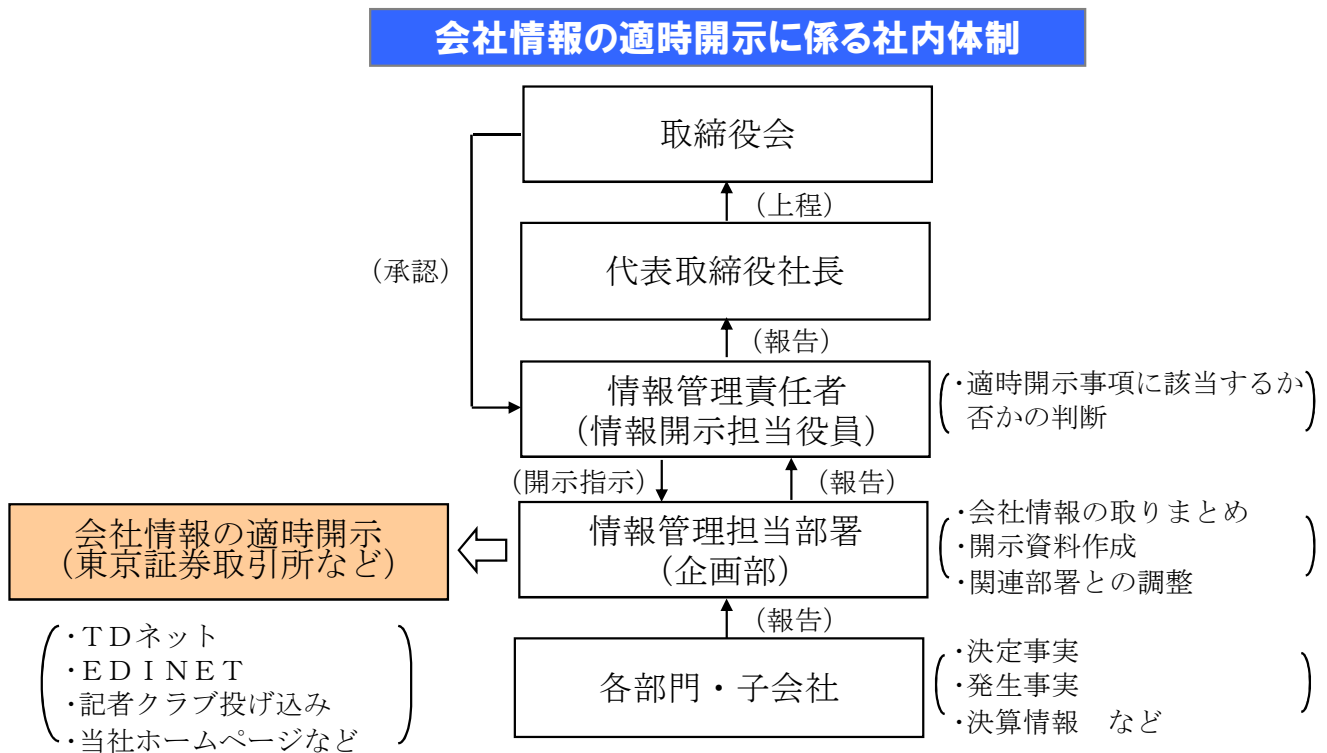 会社情報の適時開示に係る社内体制
取締役会
（上程）
代表取締役社長
（承認）
（報告）
情報管理責任者
（情報開示担当役員）
・適時開示事項に該当するか
否かの判断
（開示指示）
（報告）
情報管理担当部署
（企画部）
・会社情報の取りまとめ
・開示資料作成
・関連部署との調整
会社情報の適時開示
（東京証券取引所など）
・ＴＤネット
・ＥＤＩＮＥＴ
・記者クラブ投げ込み
・当社ホームページなど
（報告）
各部門・子会社
・決定事実
・発生事実
・決算情報　など